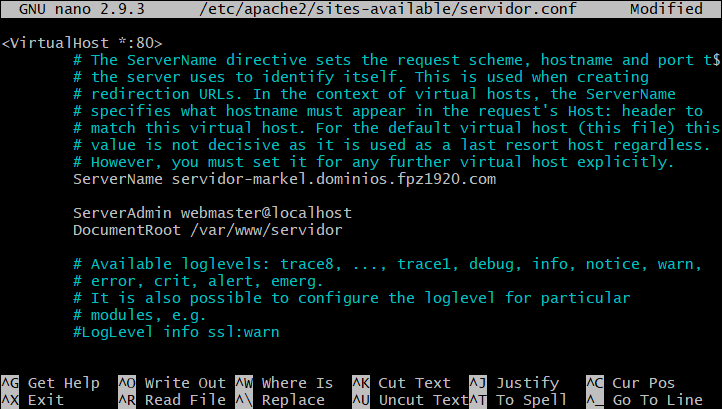 GNU nano 2.9.3 /etc/apache2/sites-available/servidor.conf Modified
<VirtualHost *:80>
# The ServerName directive sets the request scheme, hostname and port t$
# the server uses to identify itself. This is used when creating
# redirection URLs. In the context of virtual hosts, the ServerName
# specifies what hostname must appear in the request's Host: header to
# match this virtual host. For the default virtual host (this file) this
# value is not decisive as it is used as a last resort host regardless.
# However, you must set it for any further virtual host explicitly.
ServerName servidor-markel.dominios.fpz1920.com
ServerAdmin webmaster@localhost
DocumentRoot /var/www/servidor
# Available loglevels: trace8, ..., trace1, debug, info, notice, warn,
# error, crit, alert, emerg.
# It is also possible to configure the loglevel for particular
# modules, e.g.
#LogLevel info ssl:warn
^G Get Help ^O Write Out ^W Where Is ^K Cut Text ^J Justify ^C Cur Pos
^X Exit ^R Read File ^\ Replace ^U Uncut Text ^T To Spell ^_ Go To Line